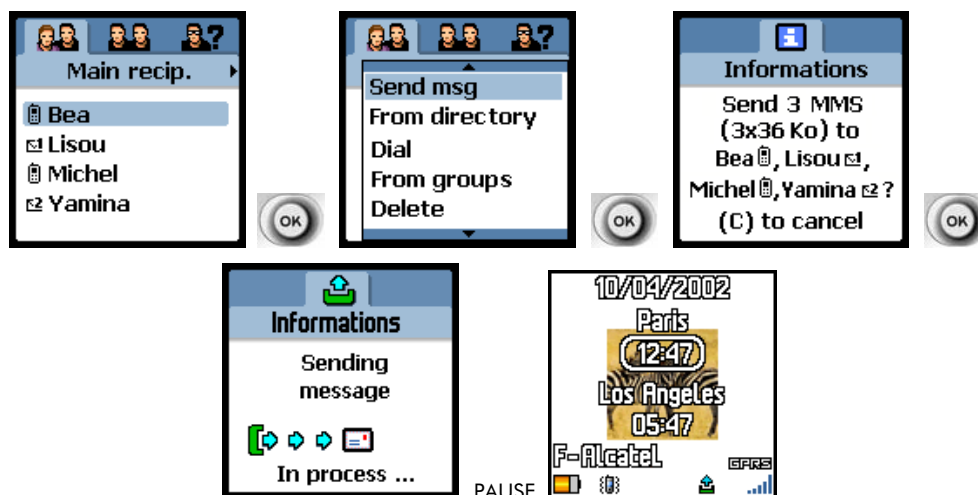 Main recip.
Bea
Lisou
Michel
Yamina
OK
?
Send msg
From directory
Dial
From groups
Delete
OK
Informations
Send 3 MMS
(3x36 Ko) to
Bea, Lisou 1,
Michel, Yamina 2 ?
(C) to cancel
OK
Informations
Sending
message
In process ...
PAUSE
10/04/2002
Paris
12:47
Los Angeles
05:47
F-Alcatel
GPRS